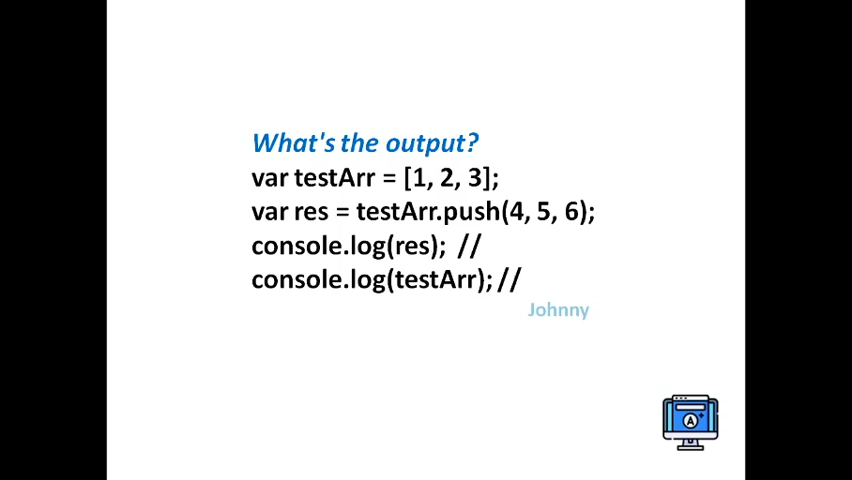 What's the output?
var testArr = [1, 2, 3];
var res = testArr.push(4, 5, 6);
console.log(res); //
console.log(testArr); //
Johnny
A+